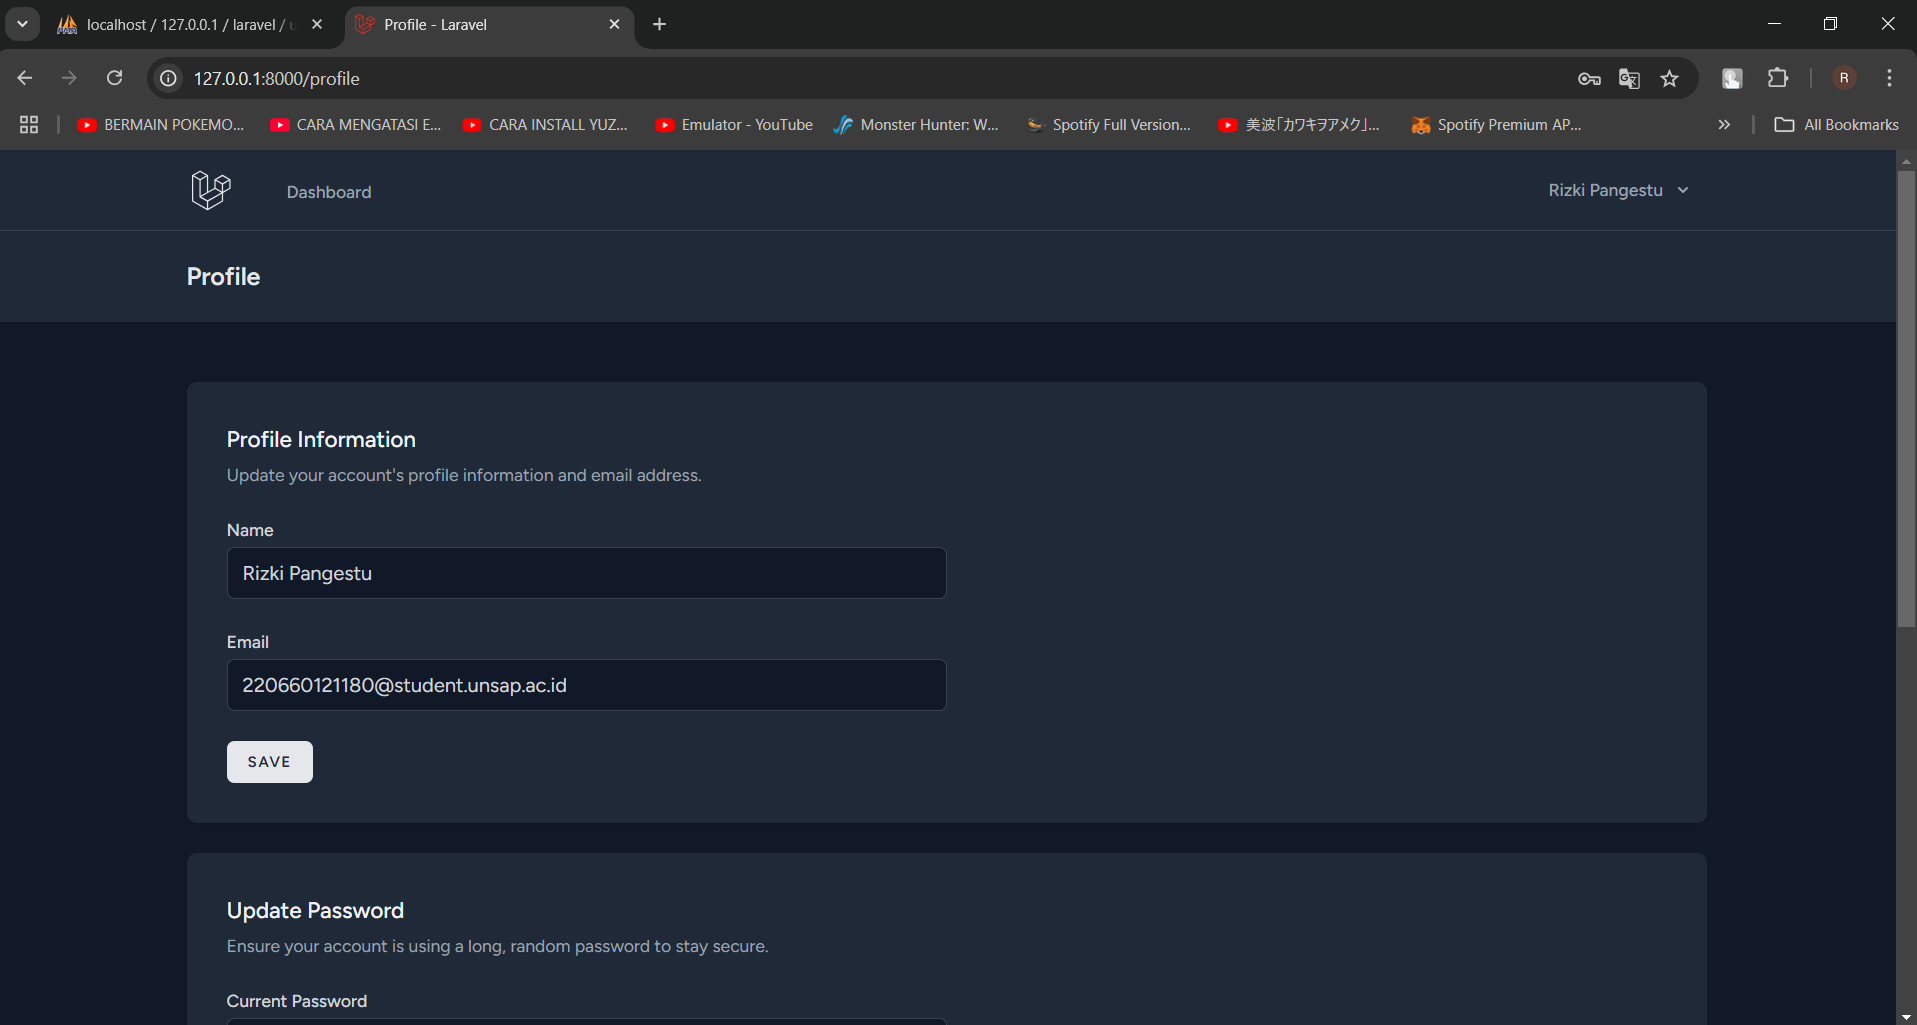 localhost / 127.0.0.1 / laravel / u
Profile - Laravel
127.0.0.1:8000/profile
R
BERMAIN POKEMO...
CARA MENGATASI E...
CARA INSTALL YUZ...
Emulator - YouTube
Monster Hunter: W...
Spotify Full Version...
美波「カワキヲアメク」...
Spotify Premium AP...
All Bookmarks
Dashboard
Rizki Pangestu
Profile
Profile Information
Update your account's profile information and email address.
Name
Rizki Pangestu
Email
220660121180@student.unsap.ac.id
SAVE
Update Password
Ensure your account is using a long, random password to stay secure.
Current Password